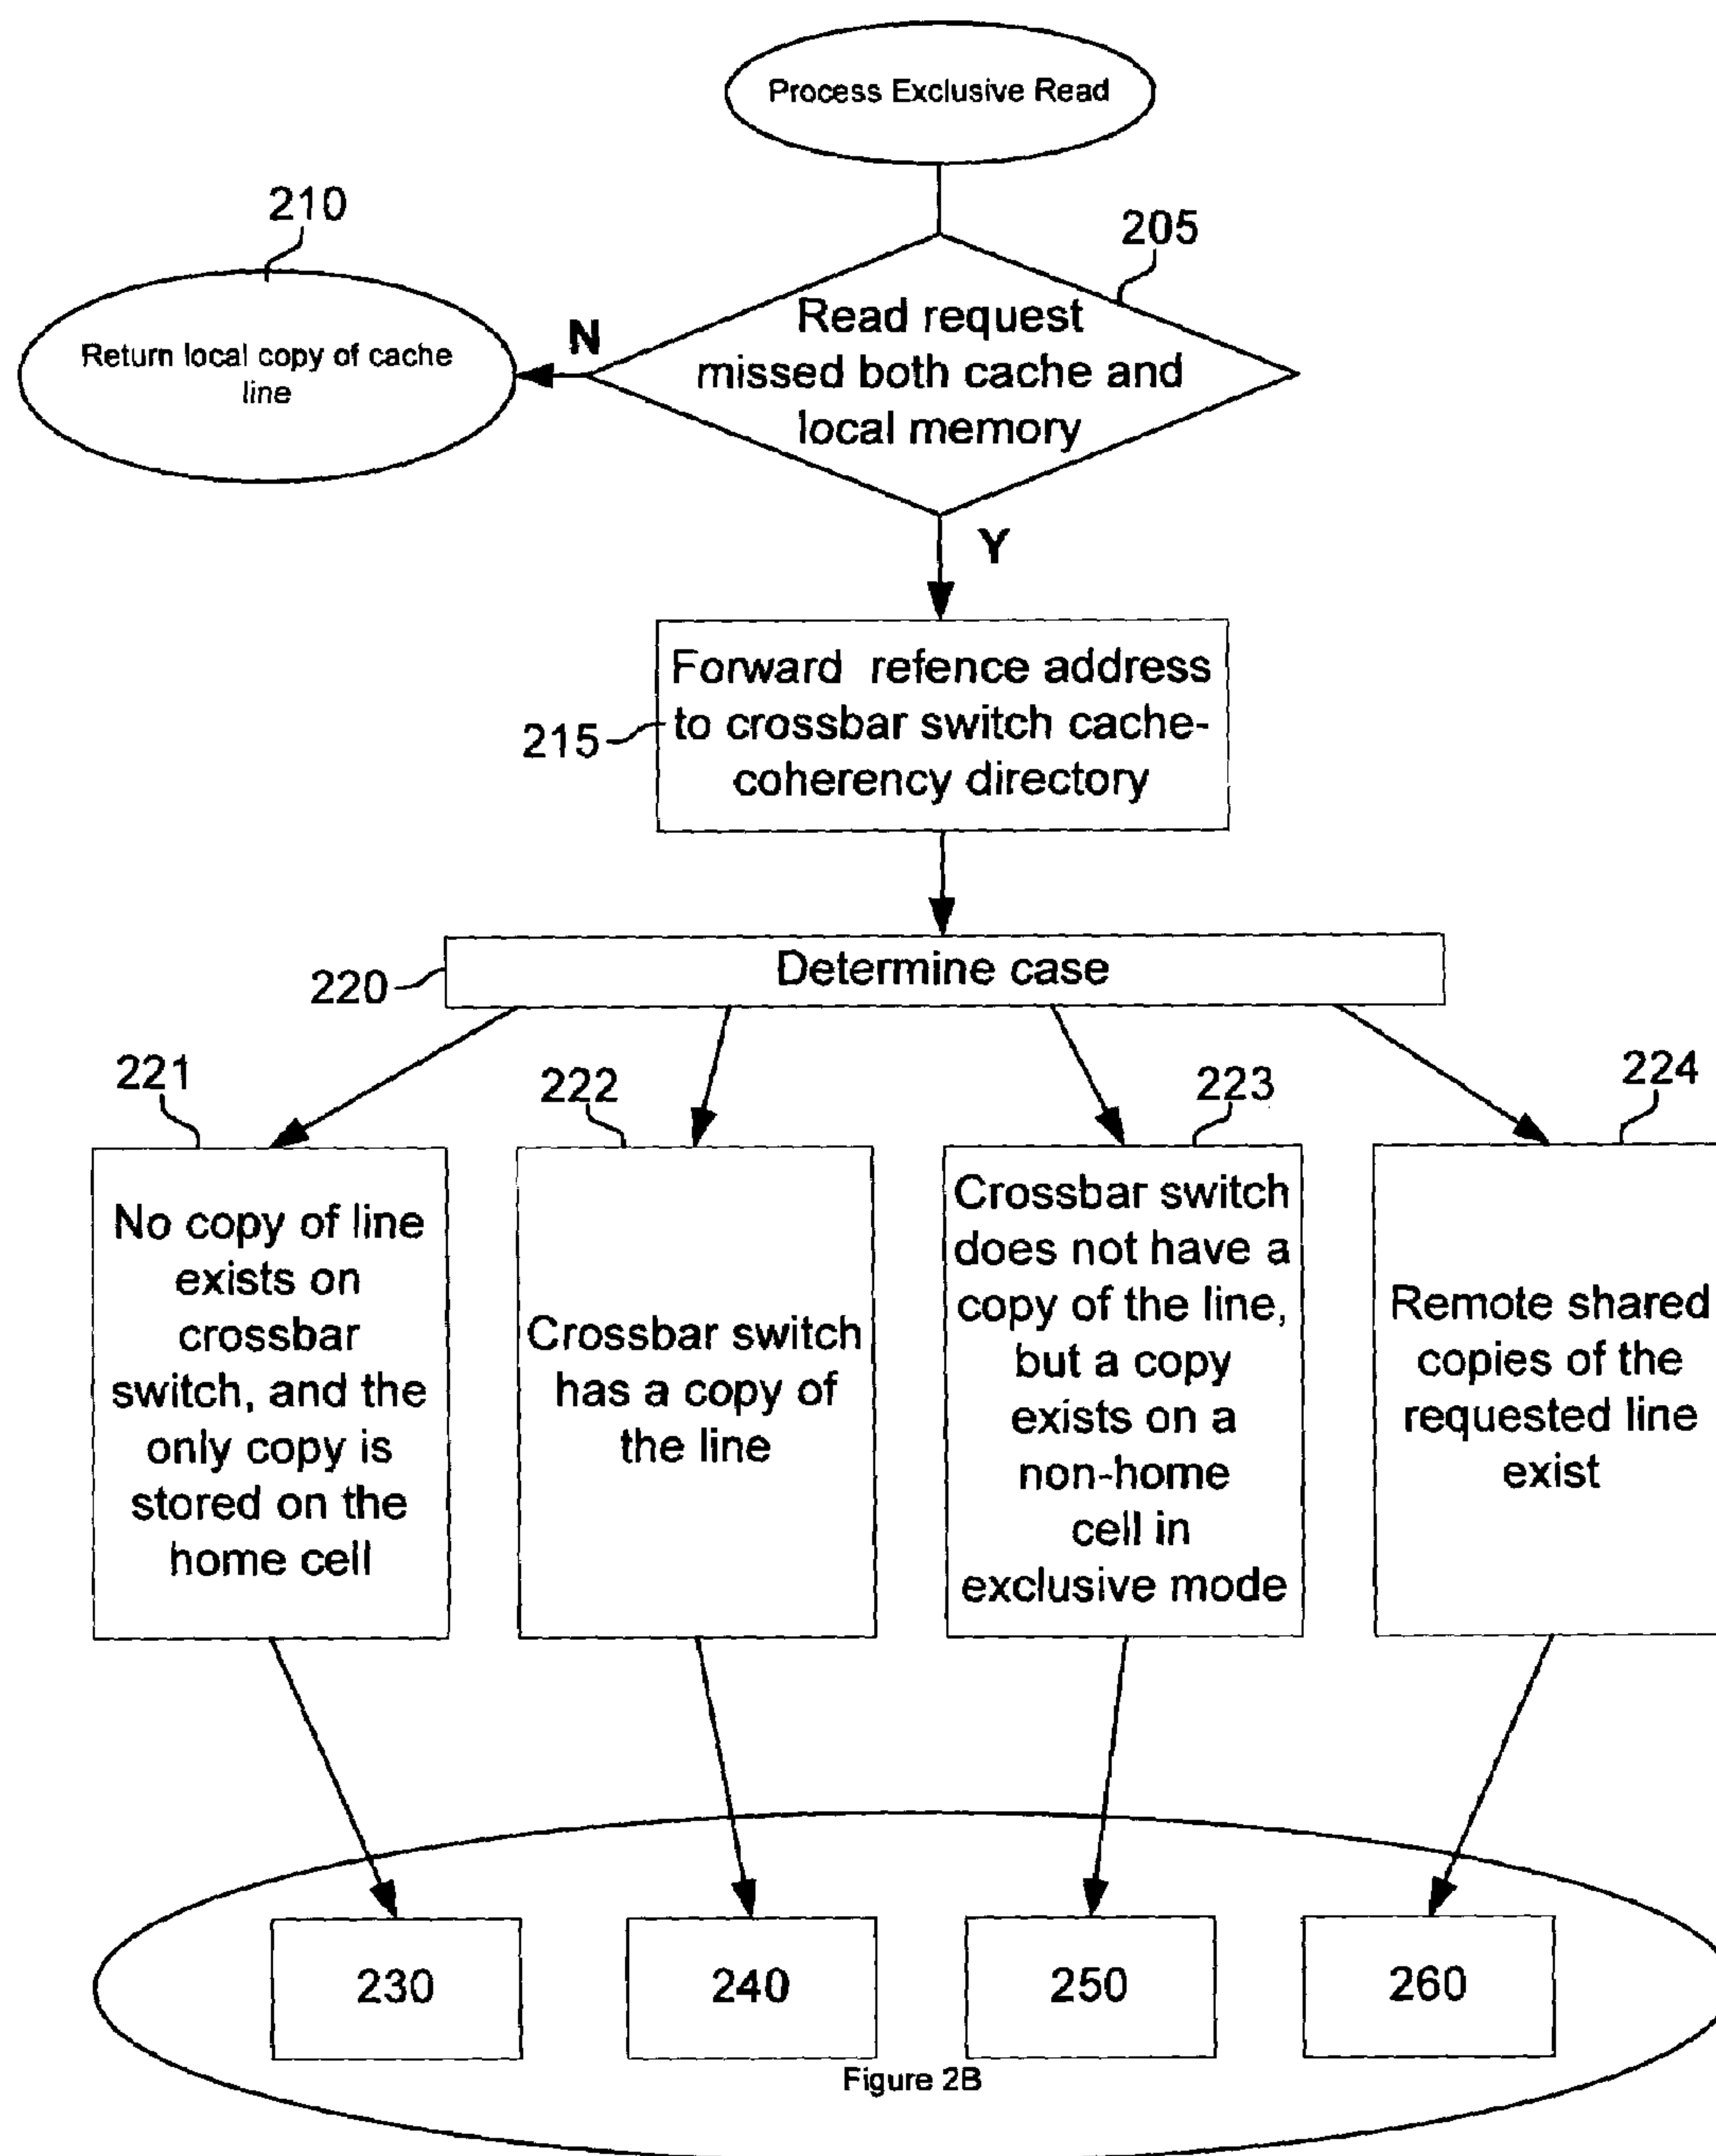 Process Exclusive Read
210
205
Return local copy of cache
line
N
Read request
missed both cache and
local memory
Y
215
Forward refence address
to crossbar switch cache-
coherency directory
220
Determine case
221
222
223
224
No copy of line
exists on
crossbar
switch, and the
only copy is
stored on the
home cell
Crossbar switch
has a copy of
the line
Crossbar switch
does not have a
copy of the line,
but a copy
exists on a
non-home
cell in
exclusive mode
Remote shared
copies of the
requested line
exist
230
240
250
260
Figure 2B